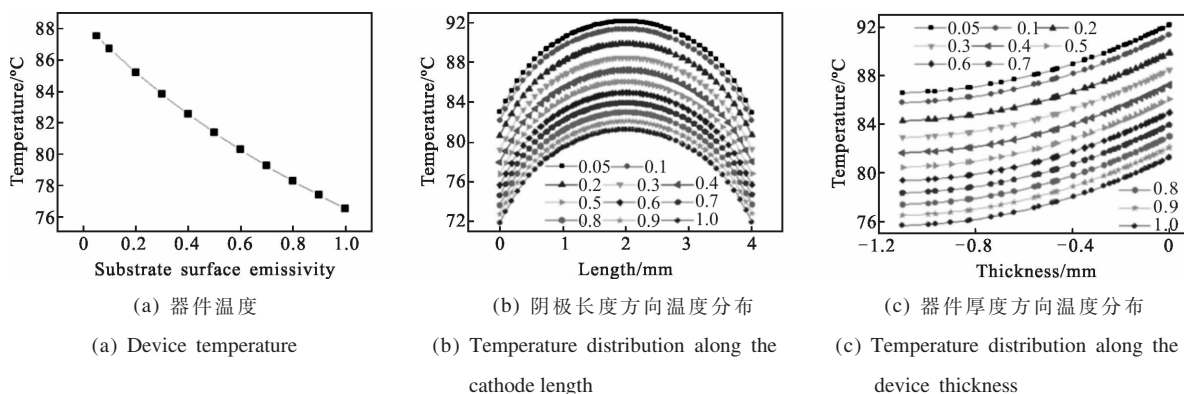 88
86
84
82
80
78
76
Temperature/ºC
0 0.2 0.4 0.6 0.8 1.0
Substrate surface emissivity
(a) 器件温度
(a) Device temperature
92
88
84
80
76
72
Temperature/ºC
0.05 0.1
0.2 0.3 0.4
0.5 0.6 0.7
0.8 0.9 1.0
0 1 2 3 4
Length/mm
(b) 阴极长度方向温度分布
(b) Temperature distribution along the
cathode length
92
88
84
80
76
Temperature/ºC
0.05 0.1 0.2
0.3 0.4 0.5
0.6 0.7
0.8
0.9
1.0
−1.2 −0.8 −0.4 0
Thickness/mm
(c) 器件厚度方向温度分布
(c) Temperature distribution along the
device thickness